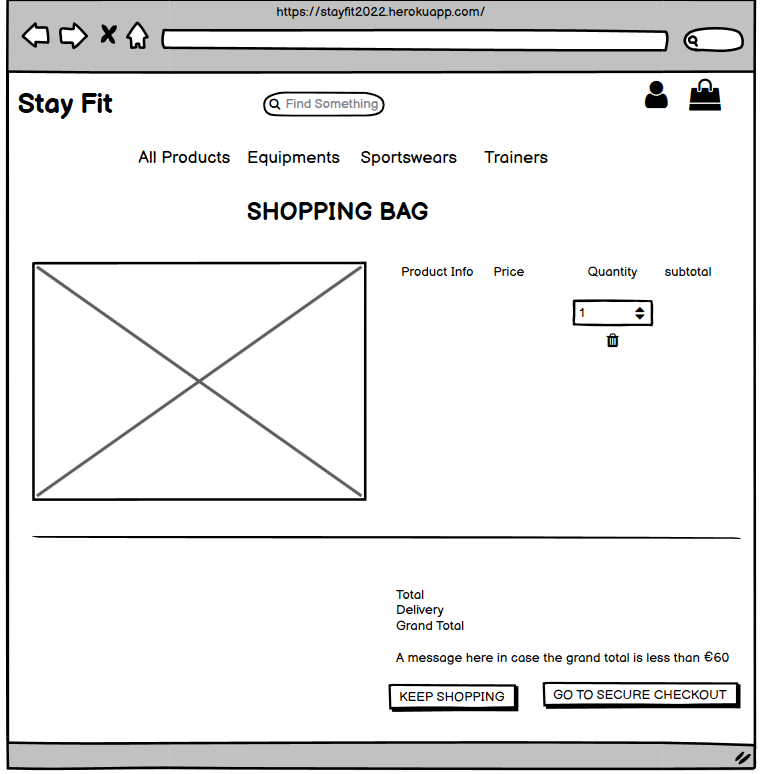 https://stayfit2022.herokuapp.com/
Stay Fit
Find Something
All Products Equipments Sportswears Trainers
SHOPPING BAG
Product Info Price Quantity subtotal
1
Total
Delivery
Grand Total
A message here in case the grand total is less than €60
KEEP SHOPPING GO TO SECURE CHECKOUT